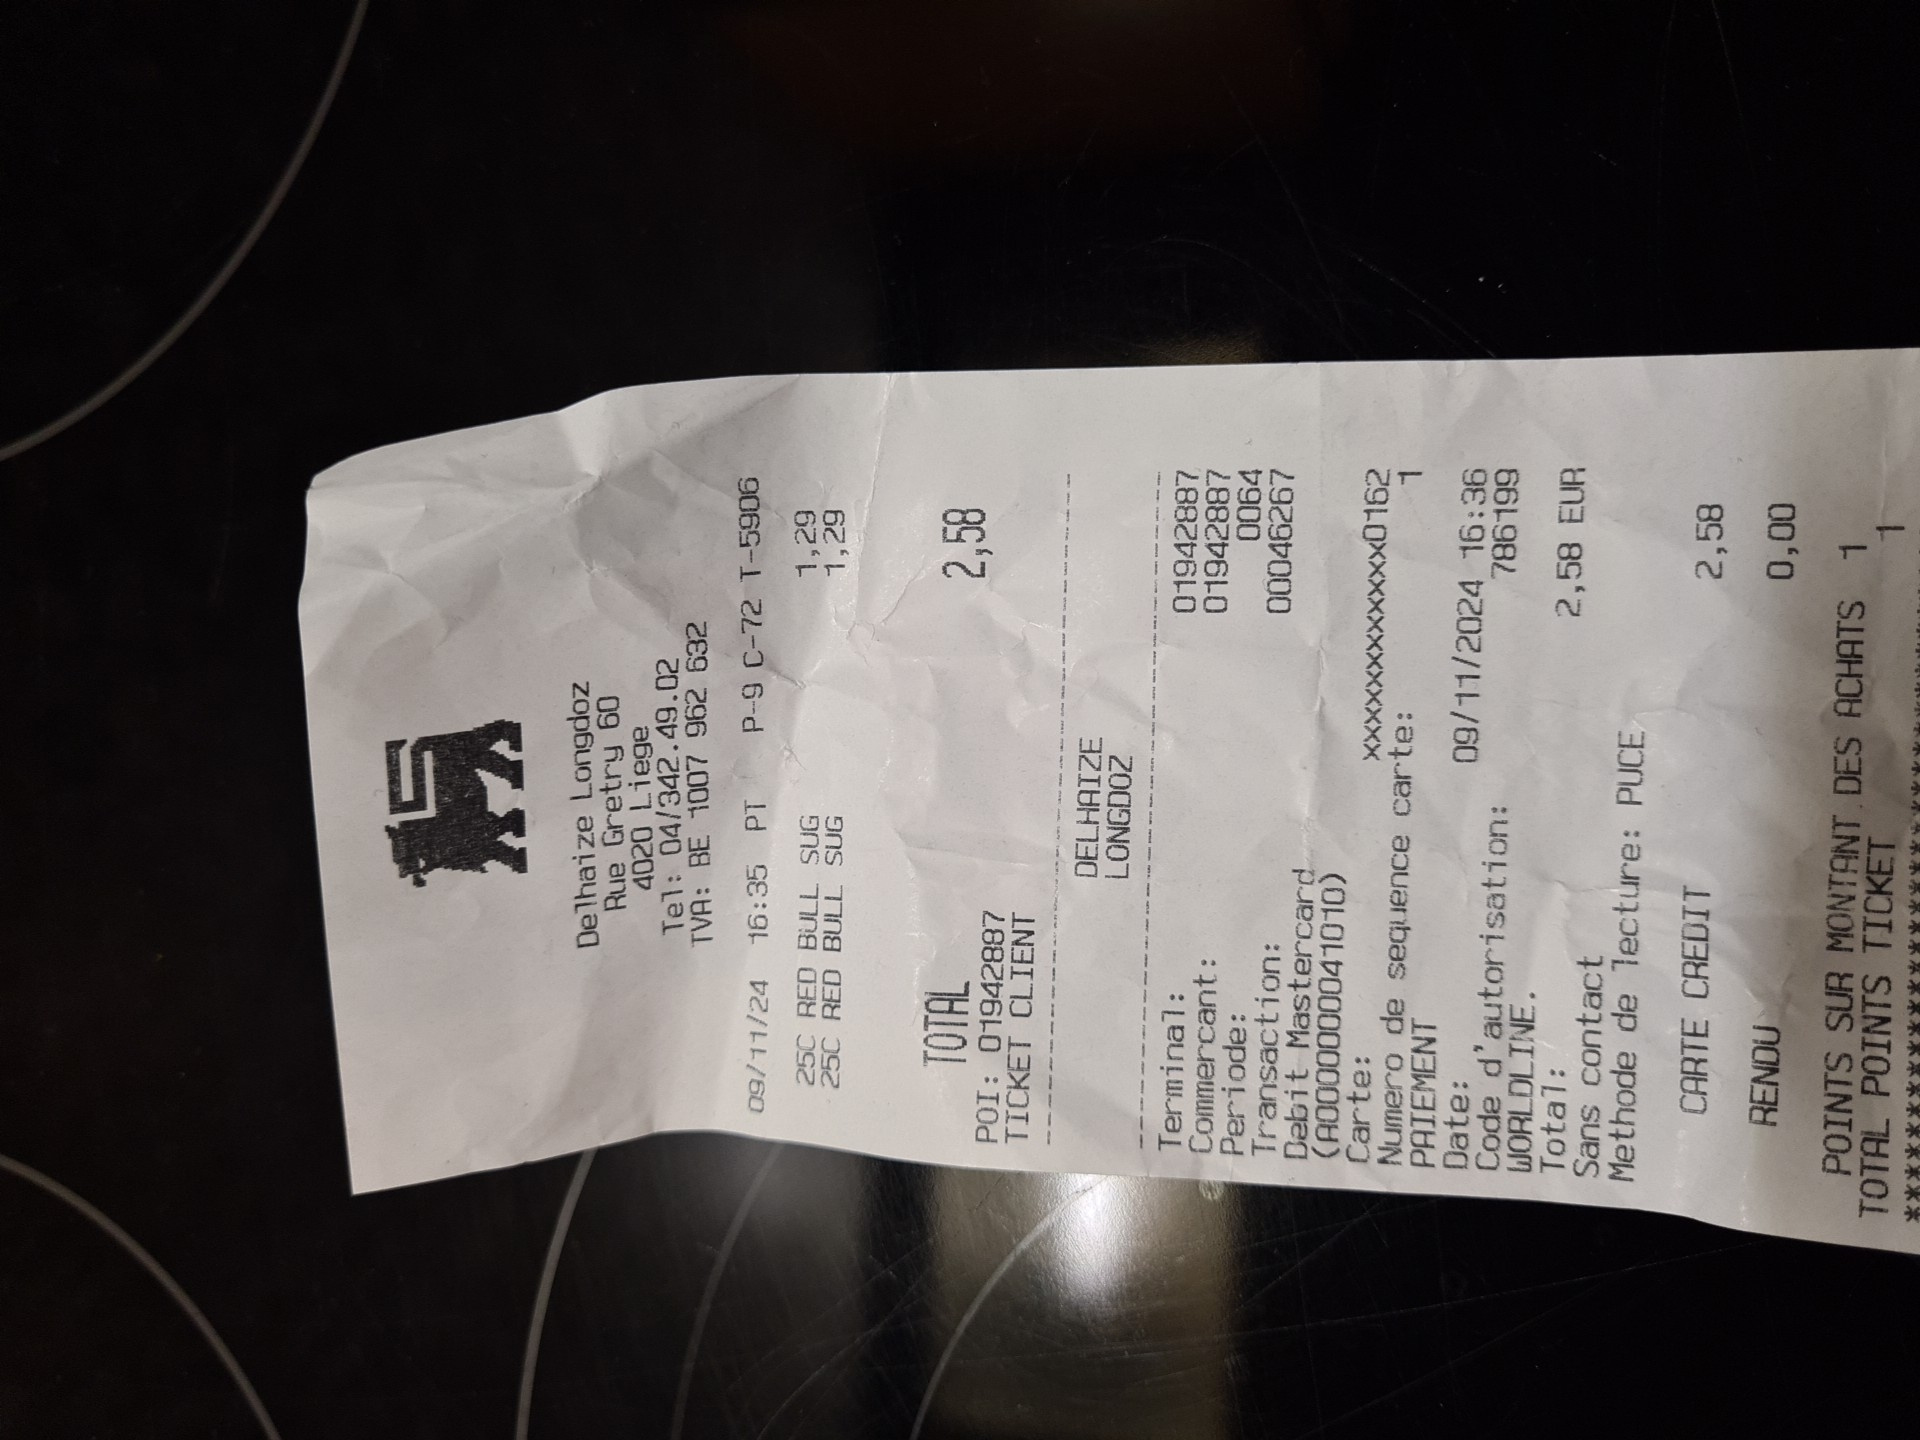 Delhaize Longdoz
Rue Gretry 60
4020 Liege
Tel: 04/342.49.02
TVA: BE 1007 962 632
09/11/24 16:35 PT P-9 C-72 T-5906
25C RED BULL SUG 1,29
25C RED BULL SUG 1,29
TOTAL 2,58
POI: 01942887
TICKET CLIENT
--------------------------------
DELHAIZE
LONGDOZ
--------------------------------
Terminal: 01942887
Commercant: 01942887
Periode: 0064
Transaction: 00046267
Debit Mastercard
(A0000000041010)
Carte: xxxxxxxxxxxxx0162
Numero de sequence carte: 1
PAIEMENT
Date: 09/11/2024 16:36
Code d'autorisation: 786199
WORLDLINE.
Total: 2,58 EUR
Sans contact
Methode de lecture: PUCE
CARTE CREDIT 2,58
RENDU 0,00
POINTS SUR MONTANT DES ACHATS 1
TOTAL POINTS TICKET 1